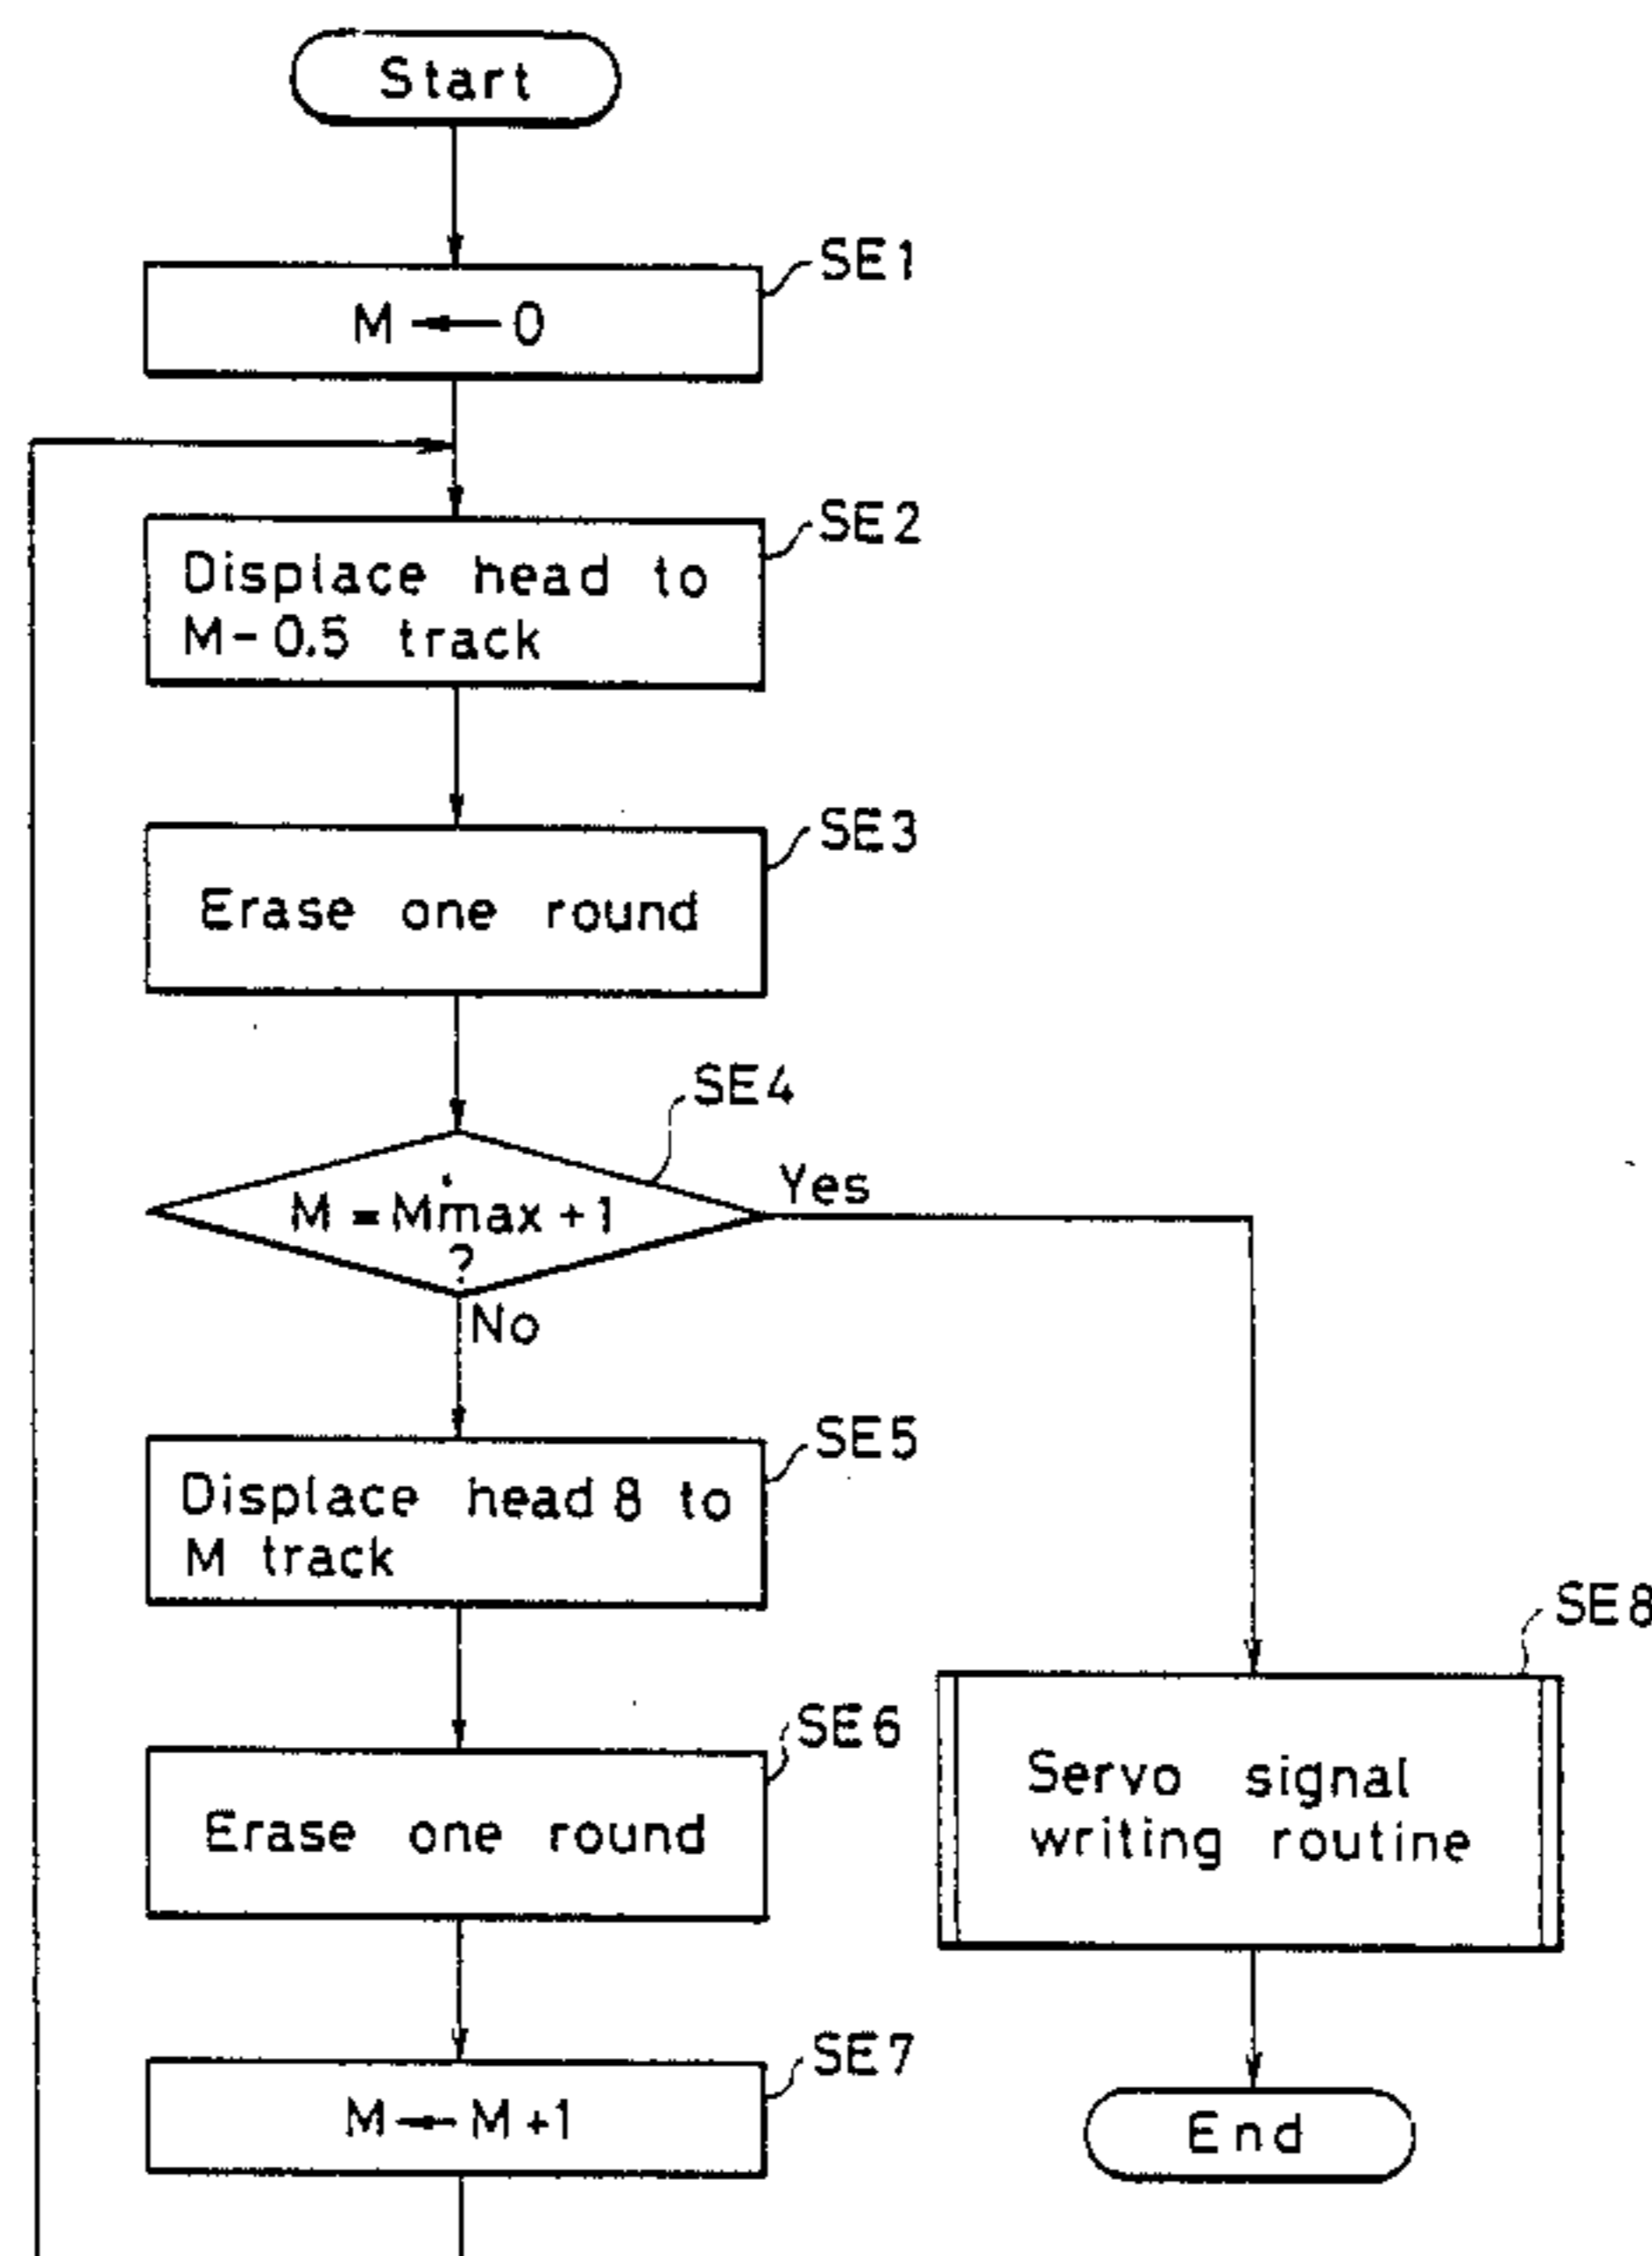 Start
SE1
M ← 0
SE2
Displace head to
M-0.5 track
SE3
Erase one round
SE4
M = Mmax + 1
?
Yes
No
SE5
Displace head 8 to
M track
SE6
Erase one round
SE7
M ← M + 1
SE8
Servo signal
writing routine
End